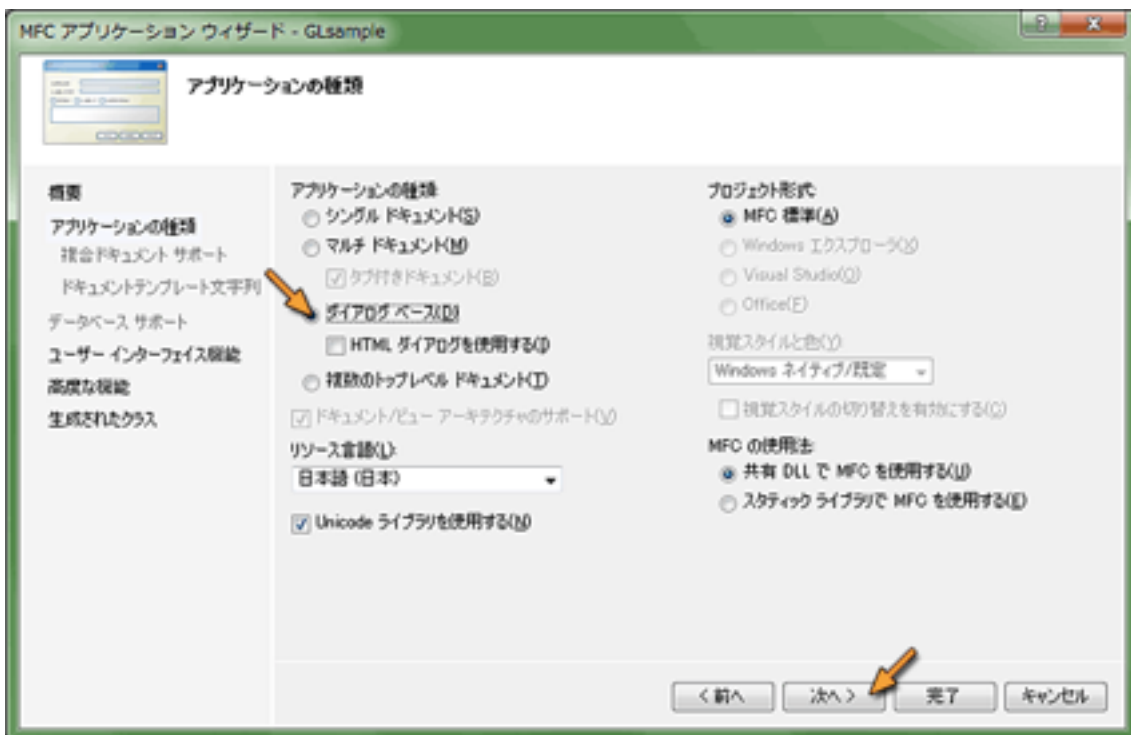 MFC アプリケーション ウィザード - GLsample
アプリケーションの種類
概要
アプリケーションの種類
複合ドキュメント サポート
ドキュメントテンプレート文字列
データベース サポート
ユーザー インターフェイス機能
高度な機能
生成されたクラス
アプリケーションの種類:
シングル ドキュメント(S)
マルチ ドキュメント(M)
タブ付きドキュメント(B)
ダイアログ ベース(D)
HTML ダイアログを使用する(I)
複数のトップレベル ドキュメント(T)
ドキュメント/ビュー アーキテクチャのサポート(V)
リソース言語(L):
日本語 (日本)
Unicode ライブラリを使用する(N)
プロジェクト形式:
MFC 標準(A)
Windows エクスプローラ(X)
Visual Studio(O)
Office(F)
視覚スタイルと色(Y):
Windows ネイティブ/既定
視覚スタイルの切り替えを有効にする(C)
MFC の使用法:
共有 DLL で MFC を使用する(U)
スタティック ライブラリで MFC を使用する(E)
< 前へ
次へ >
完了
キャンセル